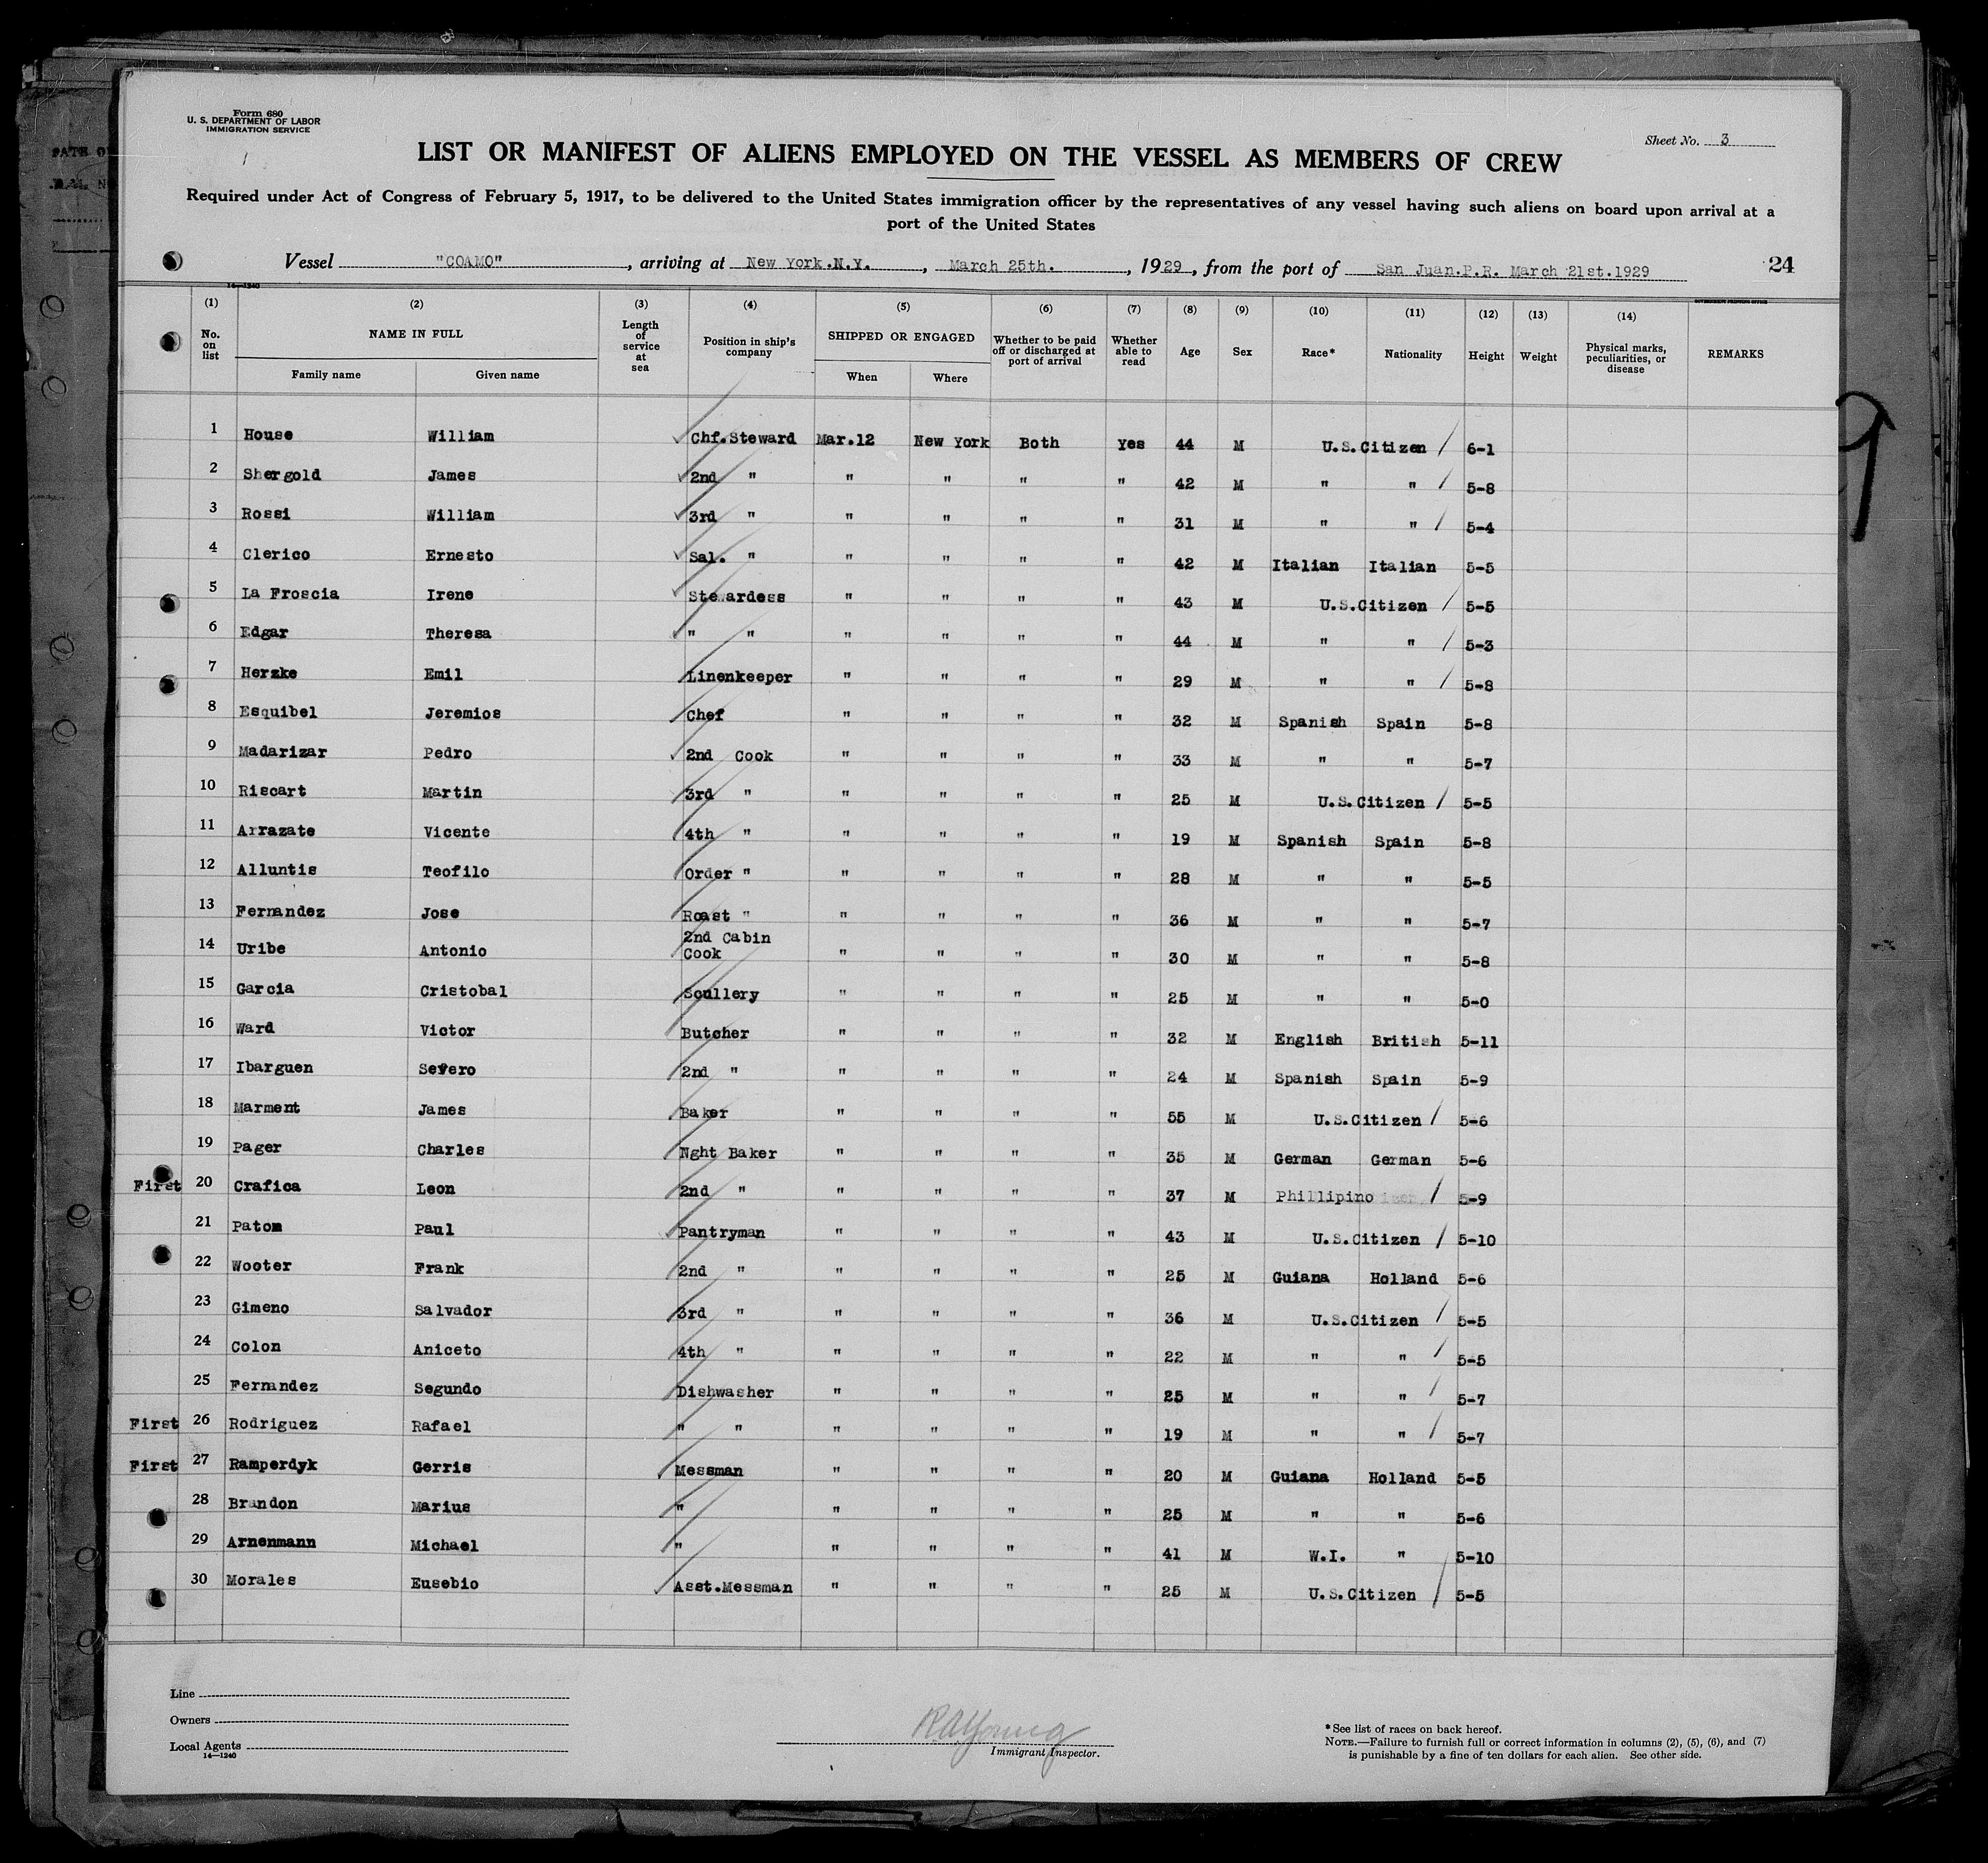 Form 680
U. S. DEPARTMENT OF LABOR
IMMIGRATION SERVICE
Sheet No. 3
LIST OR MANIFEST OF ALIENS EMPLOYED ON THE VESSEL AS MEMBERS OF CREW
Required under Act of Congress of February 5, 1917, to be delivered to the United States immigration officer by the representatives of any vessel having such aliens on board upon arrival at a
port of the United States
Vessel "COAMO", arriving at New York.N.Y., March 25th., 1929, from the port of San Juan.P.R. March 21st.1929 24
14—1240 GOVERNMENT PRINTING OFFICE
(1) (2) (3) (4) (5) (6) (7) (8) (9) (10) (11) (12) (13) (14)
No. on list NAME IN FULL Family name Given name Length of service at sea Position in ship's company SHIPPED OR ENGAGED When Where Whether to be paid off or discharged at port of arrival Whether able to read Age Sex Race* Nationality Height Weight Physical marks, peculiarities, or disease REMARKS
1 House William Chf.Steward Mar.12 New York Both Yes 44 M U.S.Citizen 6-1
2 Shergold James 2nd " " " " " 42 M " " 5-8
3 Rossi William 3rd " " " " " 31 M " " 5-4
4 Clerico Ernesto Sal. " " " " " 42 M Italian Italian 5-5
5 La Froscia Irene Stewardess " " " " 43 M U.S.Citizen 5-5
6 Edgar Theresa " " " " " " 44 M " " 5-3
7 Herzke Emil Linenkeeper " " " " 29 M " " 5-8
8 Esquibel Jeremios Chef " " " " 32 M Spanish Spain 5-8
9 Madarizar Pedro 2nd Cook " " " " 33 M " " 5-7
10 Riscart Martin 3rd " " " " " 25 M U.S.Citizen 5-5
11 Arrazate Vicente 4th " " " " " 19 M Spanish Spain 5-8
12 Alluntis Teofilo Order " " " " " 28 M " " 5-5
13 Fernandez Jose Roast " " " " " 36 M " " 5-7
14 Uribe Antonio 2nd Cabin Cook " " " " 30 M " " 5-8
15 Garcia Cristobal Scullery " " " " 25 M " " 5-0
16 Ward Victor Butcher " " " " 32 M English British 5-11
17 Ibarguen Severo 2nd " " " " " 24 M Spanish Spain 5-9
18 Marment James Baker " " " " 55 M U.S.Citizen 5-6
19 Pager Charles Nght Baker " " " " 35 M German German 5-6
First 20 Crafica Leon 2nd " " " " " 37 M Phillipino 5-9
21 Patom Paul Pantryman " " " " 43 M U.S.Citizen 5-10
22 Wooter Frank 2nd " " " " " 25 M Guiana Holland 5-6
23 Gimeno Salvador 3rd " " " " " 36 M U.S.Citizen 5-5
24 Colon Aniceto 4th " " " " " 22 M " " 5-5
25 Fernandez Segundo Dishwasher " " " " 25 M " " 5-7
First 26 Rodriguez Rafael " " " " " " 19 M " " 5-7
First 27 Ramperdyk Gerris Messman " " " " 20 M Guiana Holland 5-5
28 Brandon Marius " " " " " 25 M " " 5-6
29 Arnenmann Michael " " " " " 41 M W.I. " 5-10
30 Morales Eusebio Asst.Messman " " " " 25 M U.S.Citizen 5-5
Line
Owners
Local Agents
14—1240
RAYoung
Immigrant Inspector.
*See list of races on back hereof.
NOTE.—Failure to furnish full or correct information in columns (2), (5), (6), and (7)
is punishable by a fine of ten dollars for each alien. See other side.